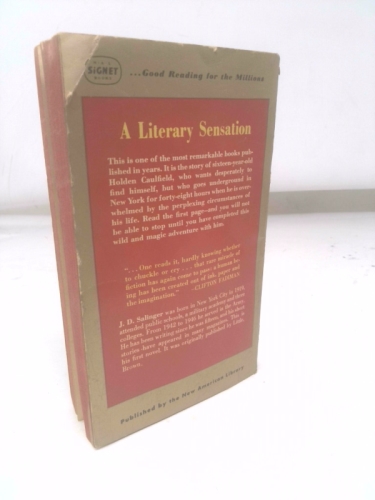 SIGNET
...Good Reading for the Millions
A Literary Sensation
This is one of the most remarkable books pub-
lished in years. It is the story of sixteen-year-old
Holden Caulfield, who wants desperately to
find himself, but who goes underground in
New York for forty-eight hours when he is over-
whelmed by the perplexing circumstances of
his life. Read the first page—and you will not
be able to stop until you have completed this
wild and magic adventure with him.
"...One reads it, hardly knowing whether
to chuckle or cry... that rare miracle of
fiction has again come to pass: a human be-
ing has been created out of ink, paper and
the imagination." —CLIFTON FADIMAN
J. D. Salinger was born in New York City in 1919,
attended public schools, a military academy and three
colleges. From 1942 to 1946 he served in the Army.
He has been writing since he was fifteen, and his short
stories have appeared in many magazines. This is
his first novel. It was originally published by Little,
Brown.
Published by the New American Library